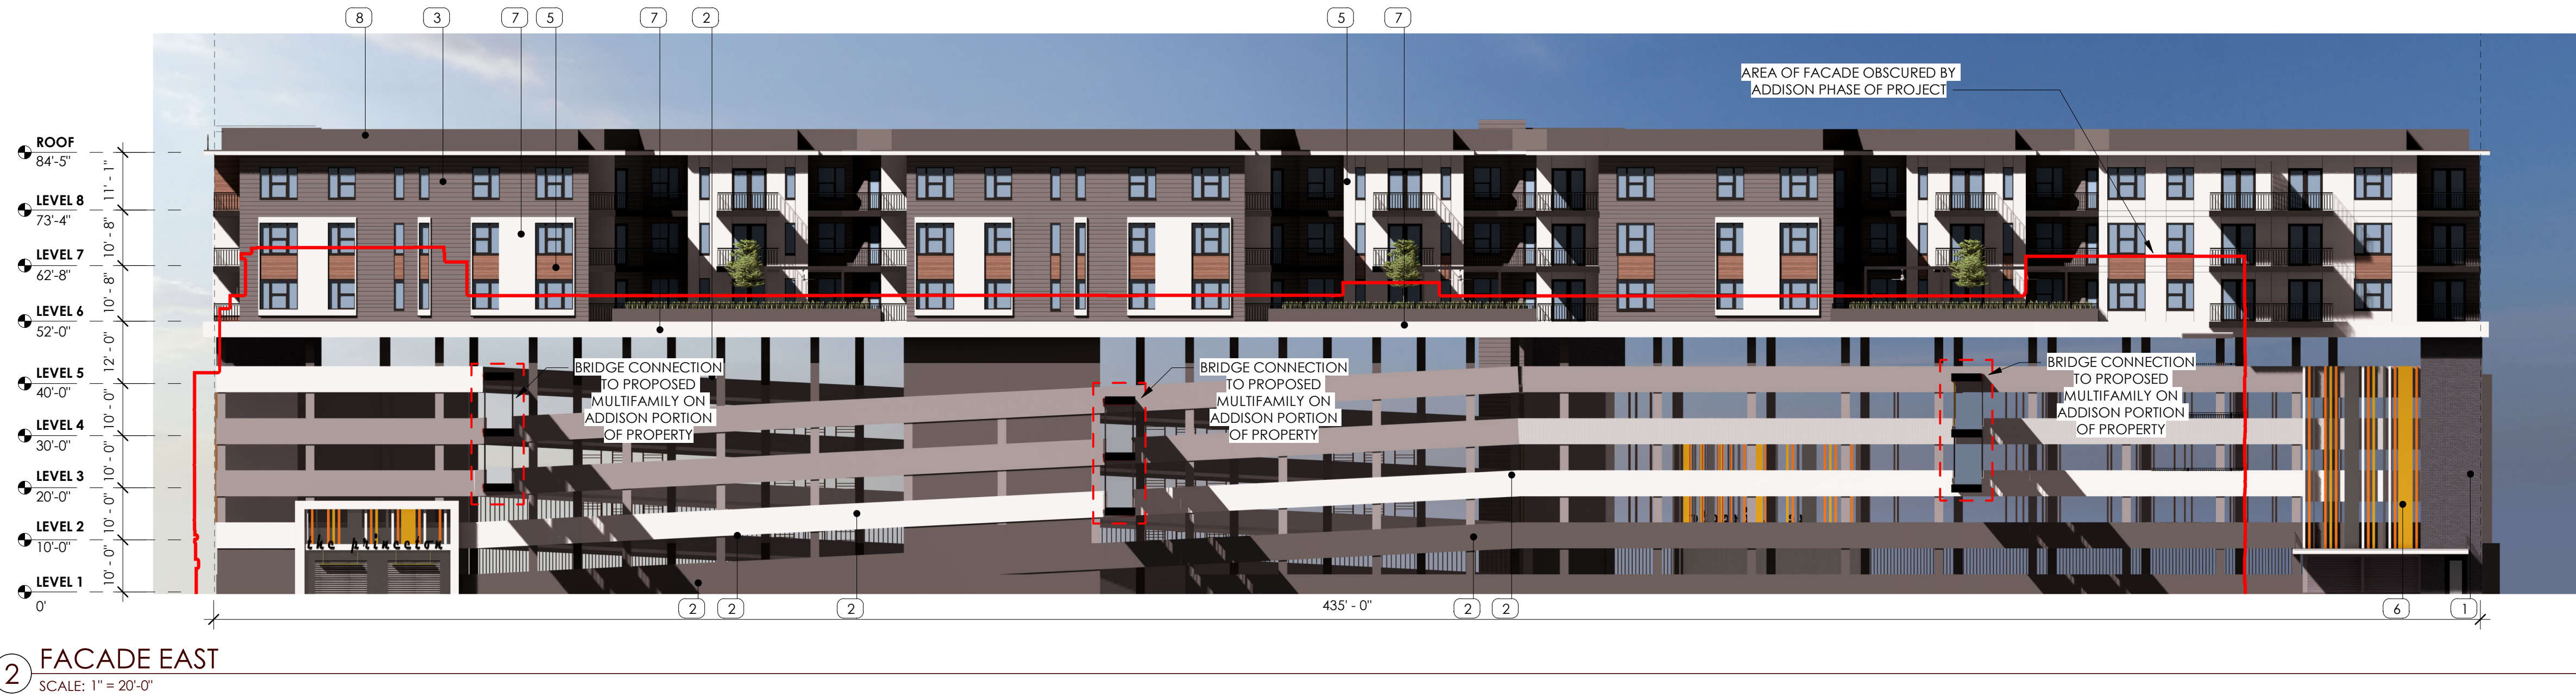 8
3
7
5
7
2
5
7
AREA OF FACADE OBSCURED BY
ADDISON PHASE OF PROJECT
ROOF
84'-5"
11' - 1"
LEVEL 8
73'-4"
10' - 8"
LEVEL 7
62'-8"
10' - 8"
LEVEL 6
52'-0"
12' - 0"
LEVEL 5
40'-0"
10' - 0"
LEVEL 4
30'-0"
10' - 0"
LEVEL 3
20'-0"
10' - 0"
LEVEL 2
10'-0"
10' - 0"
LEVEL 1
0'
BRIDGE CONNECTION
TO PROPOSED
MULTIFAMILY ON
ADDISON PORTION
OF PROPERTY
BRIDGE CONNECTION
TO PROPOSED
MULTIFAMILY ON
ADDISON PORTION
OF PROPERTY
BRIDGE CONNECTION
TO PROPOSED
MULTIFAMILY ON
ADDISON PORTION
OF PROPERTY
the princeton
2
2
2
435' - 0"
2
2
6
1
2
FACADE EAST
SCALE: 1" = 20'-0"